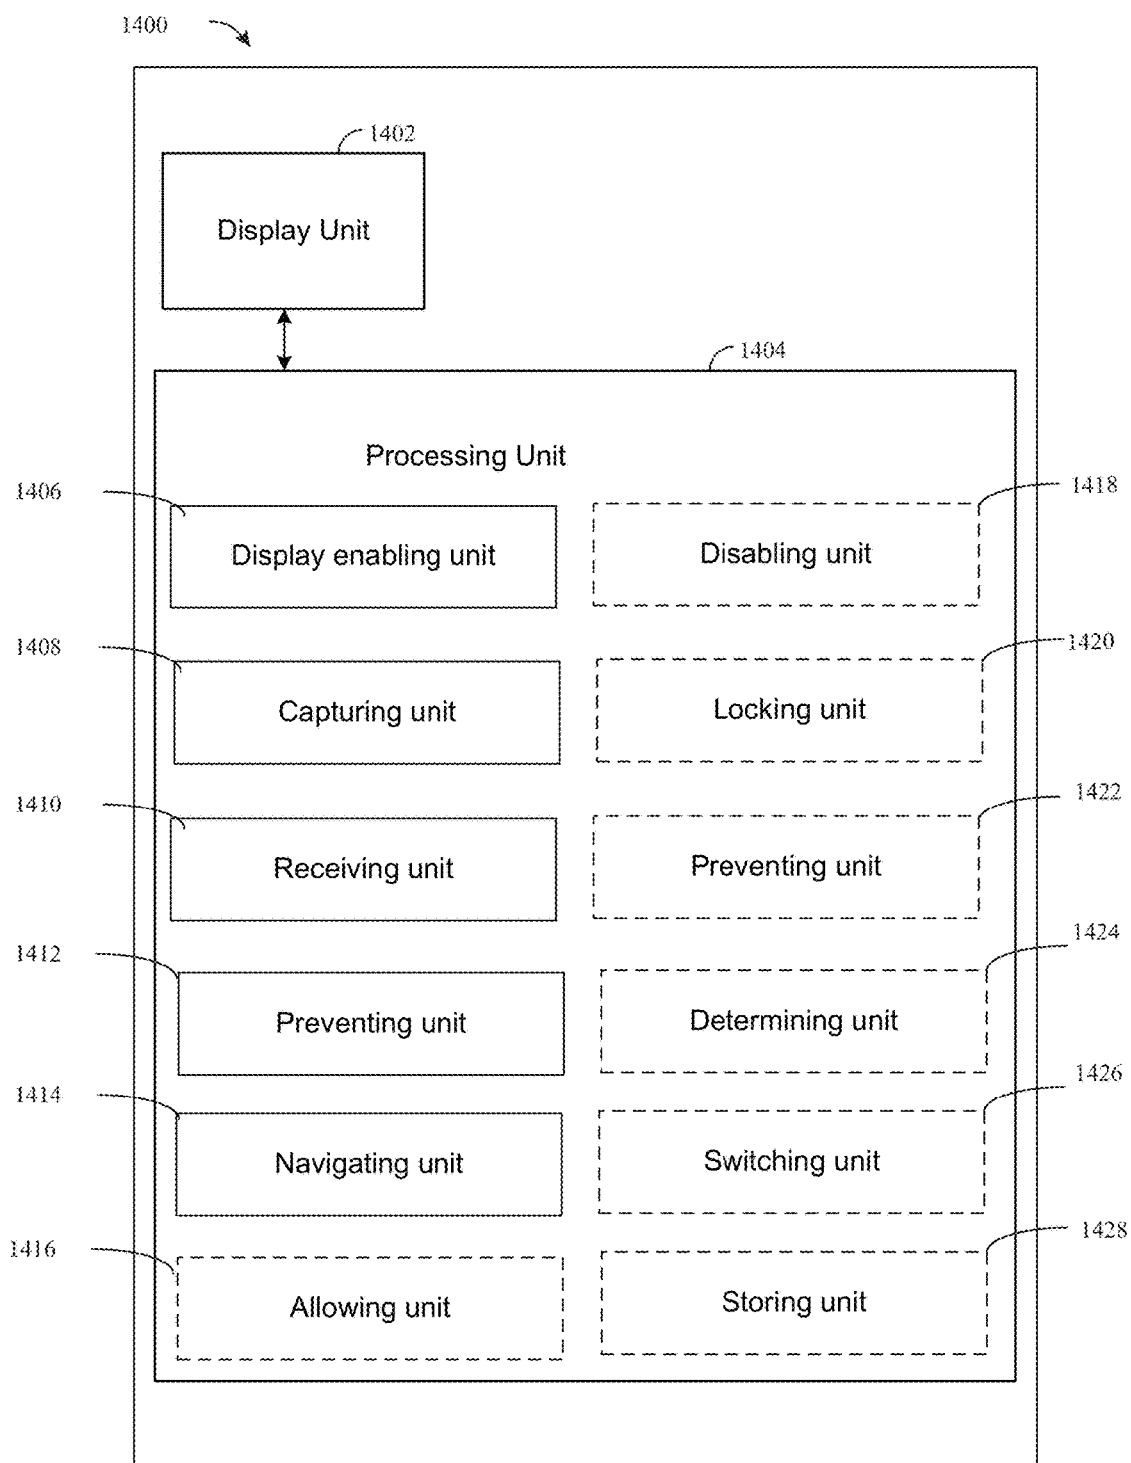 1400
1402
Display Unit
1404
Processing Unit
1406
Display enabling unit
1418
Disabling unit
1408
Capturing unit
1420
Locking unit
1410
Receiving unit
1422
Preventing unit
1412
Preventing unit
1424
Determining unit
1414
Navigating unit
1426
Switching unit
1416
Allowing unit
1428
Storing unit